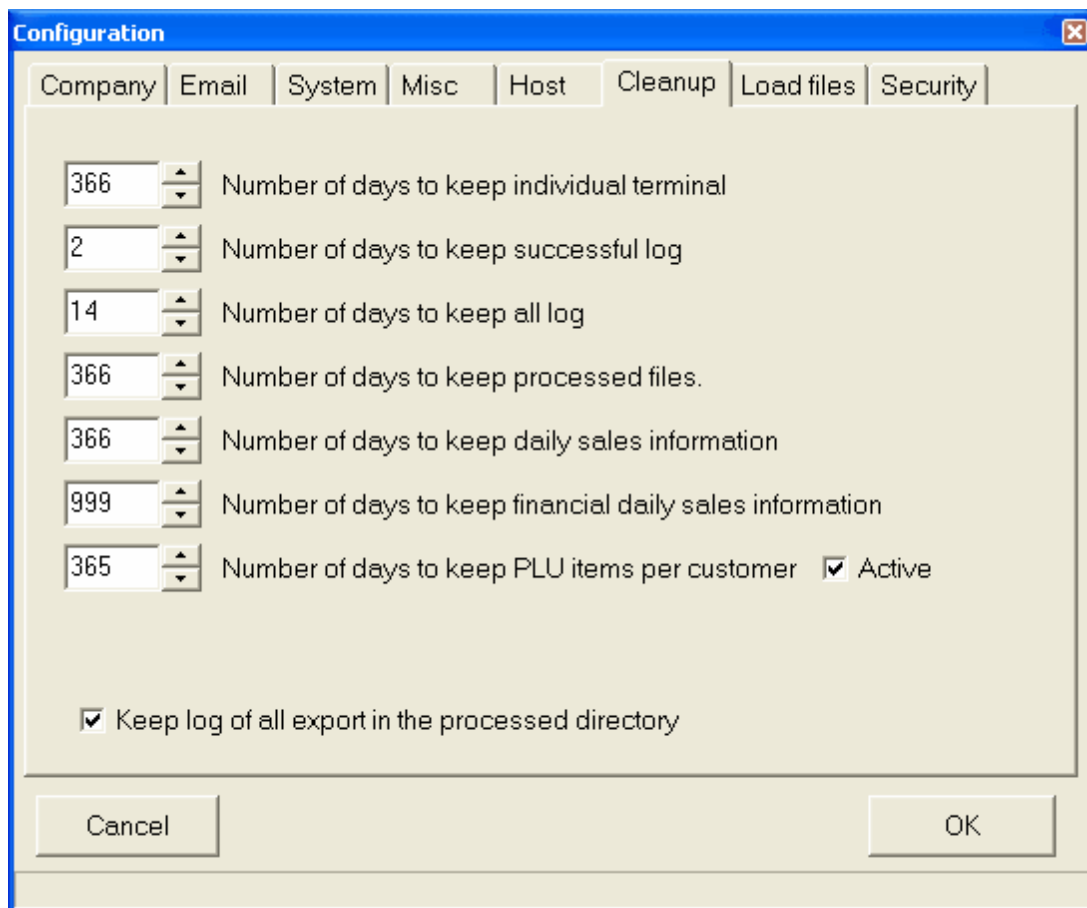 Configuration
Company Email System Misc Host Cleanup Load files Security
366 Number of days to keep individual terminal
2 Number of days to keep successful log
14 Number of days to keep all log
366 Number of days to keep processed files.
366 Number of days to keep daily sales information
999 Number of days to keep financial daily sales information
365 Number of days to keep PLU items per customer Active
Keep log of all export in the processed directory
Cancel OK